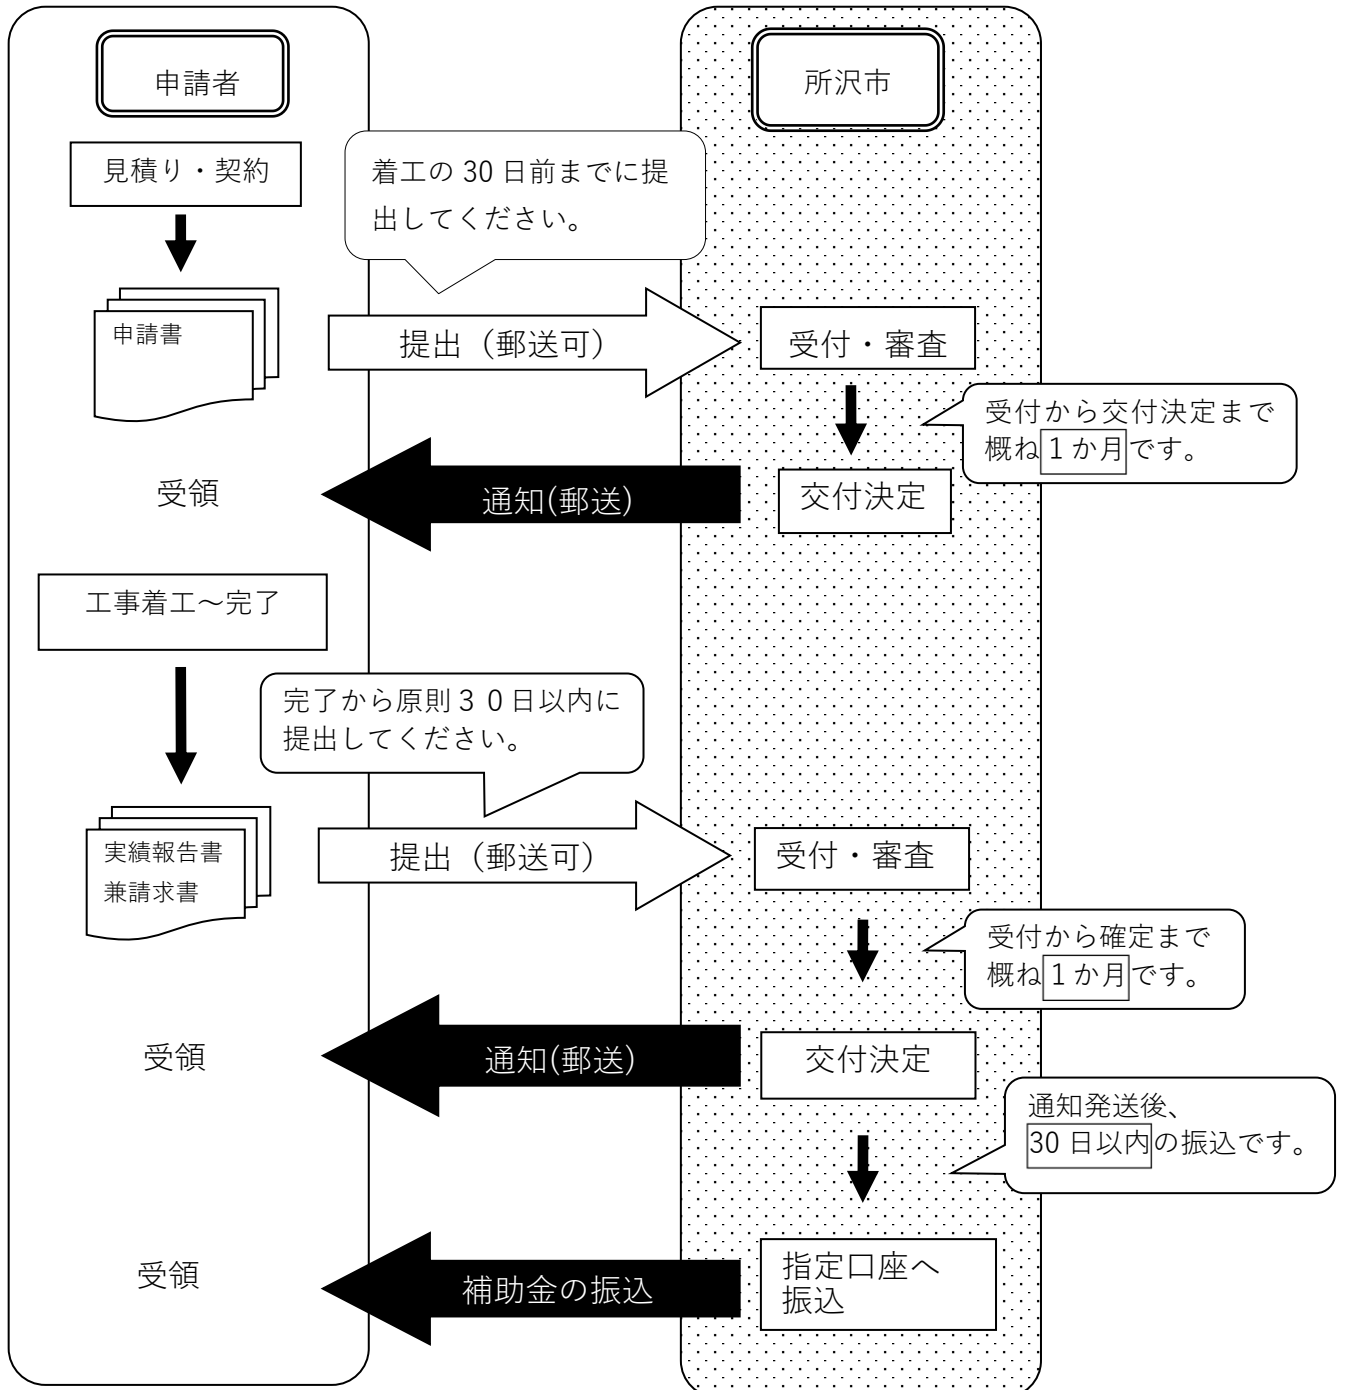 申請者
所沢市
見積り・契約
着工の 30 日前までに提
出してください。
申請書
提出（郵送可）
受付・審査
受付から交付決定まで
概ね１か月です。
受領
通知(郵送)
交付決定
工事着工～完了
完了から原則３０日以内に
提出してください。
実績報告書
兼請求書
提出（郵送可）
受付・審査
受付から確定まで
概ね１か月です。
受領
通知(郵送)
交付決定
通知発送後、
30 日以内の振込です。
受領
補助金の振込
指定口座へ
振込